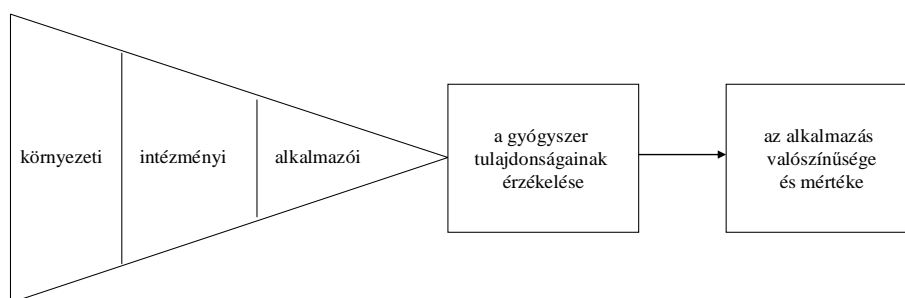 környezeti
intézményi
alkalmazói
a gyógyszer
tulajdonságainak
érzékelése
az alkalmazás
valószínűsége
és mértéke